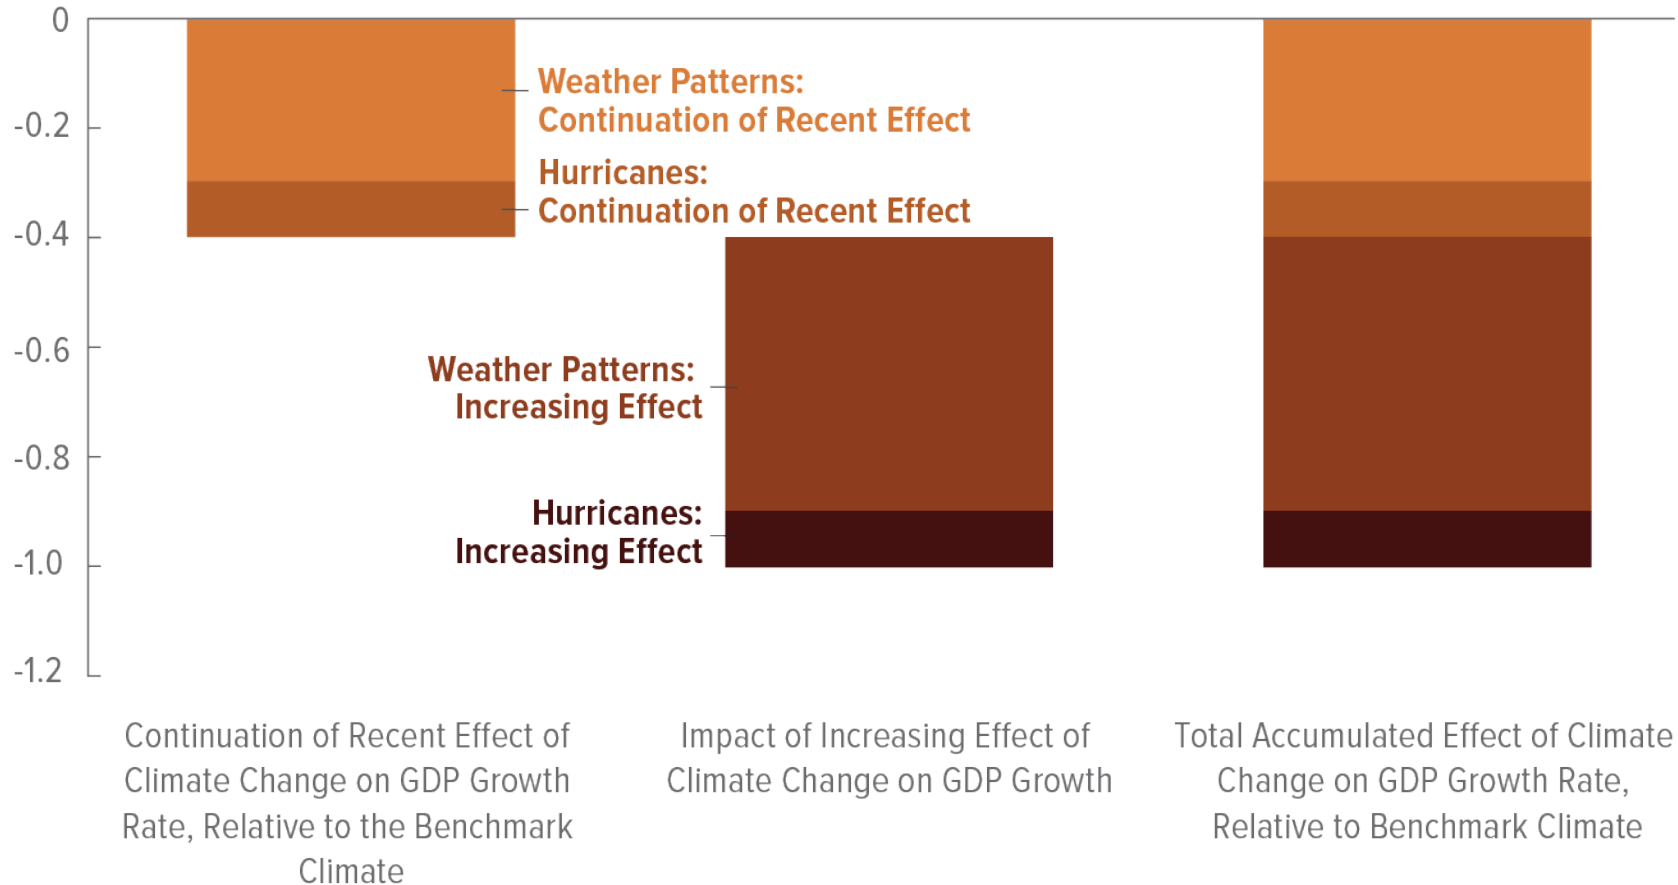 0
-0.2
-0.4
-0.6
-0.8
-1.0
-1.2
Weather Patterns:
Continuation of Recent Effect
Hurricanes:
Continuation of Recent Effect
Weather Patterns:
Increasing Effect
Hurricanes:
Increasing Effect
Continuation of Recent Effect of
Climate Change on GDP Growth
Rate, Relative to the Benchmark
Climate
Impact of Increasing Effect of
Climate Change on GDP Growth
Total Accumulated Effect of Climate
Change on GDP Growth Rate,
Relative to Benchmark Climate